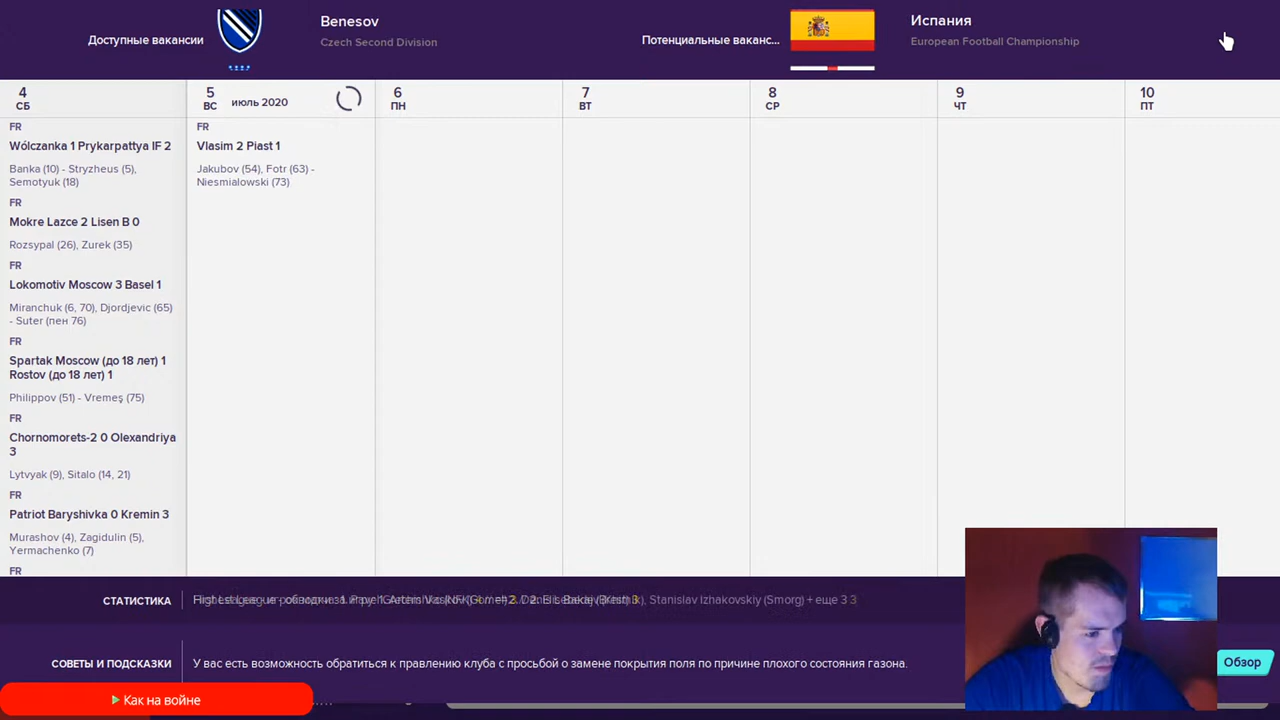 Доступные вакансии
Benesov
Czech Second Division
Потенциальные ваканс...
Испания
European Football Championship
4
СБ
5
ВС
июль 2020
6
ПН
7
ВТ
8
СР
9
ЧТ
10
ПТ
FR
Wólczanka 1 Prykarpattya IF 2
Banka (10) - Stryzheus (5),
Semotyuk (18)
FR
Mokre Lazce 2 Lisen B 0
Rozsypal (26), Zurek (35)
FR
Lokomotiv Moscow 3 Basel 1
Miranchuk (6, 70), Djordjevic (65)
- Suter (пен 76)
FR
Spartak Moscow (до 18 лет) 1
Rostov (до 18 лет) 1
Philippov (51) - Vremeş (75)
FR
Chornomorets-2 0 Olexandriya
3
Lytvyak (9), Sitalo (14, 21)
FR
Patriot Baryshivka 0 Kremin 3
Murashov (4), Zagidulin (5),
Yermachenko (7)
FR
FR
Vlasim 2 Piast 1
Jakubov (54), Fotr (63) -
Niesmialowski (73)
СТАТИСТИКА
Stanislav Izhakovskiy (Smorg) + еще 3
СОВЕТЫ И ПОДСКАЗКИ
У вас есть возможность обратиться к правлению клуба с просьбой о замене покрытия поля по причине плохого состояния газона.
Обзор
Как на войне